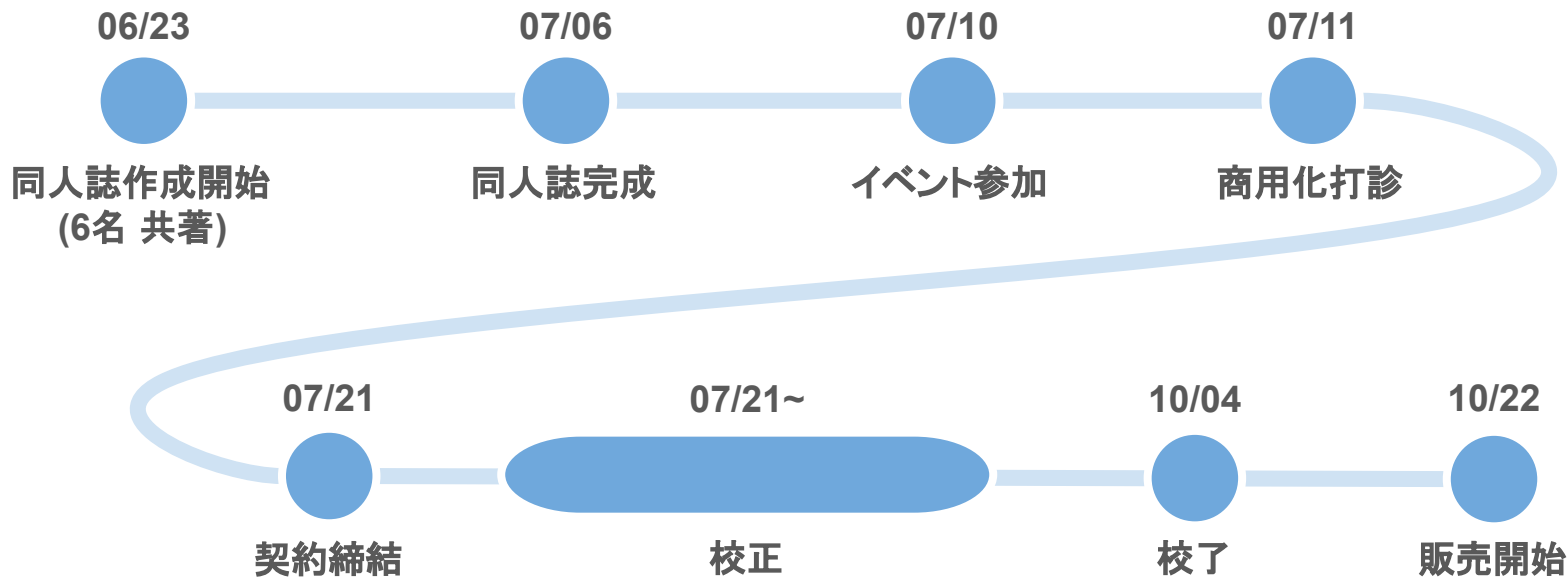 06/23
同人誌作成開始
(6名 共著)
07/06
同人誌完成
07/10
イベント参加
07/11
商用化打診
07/21
契約締結
07/21~
校正
10/04
校了
10/22
販売開始